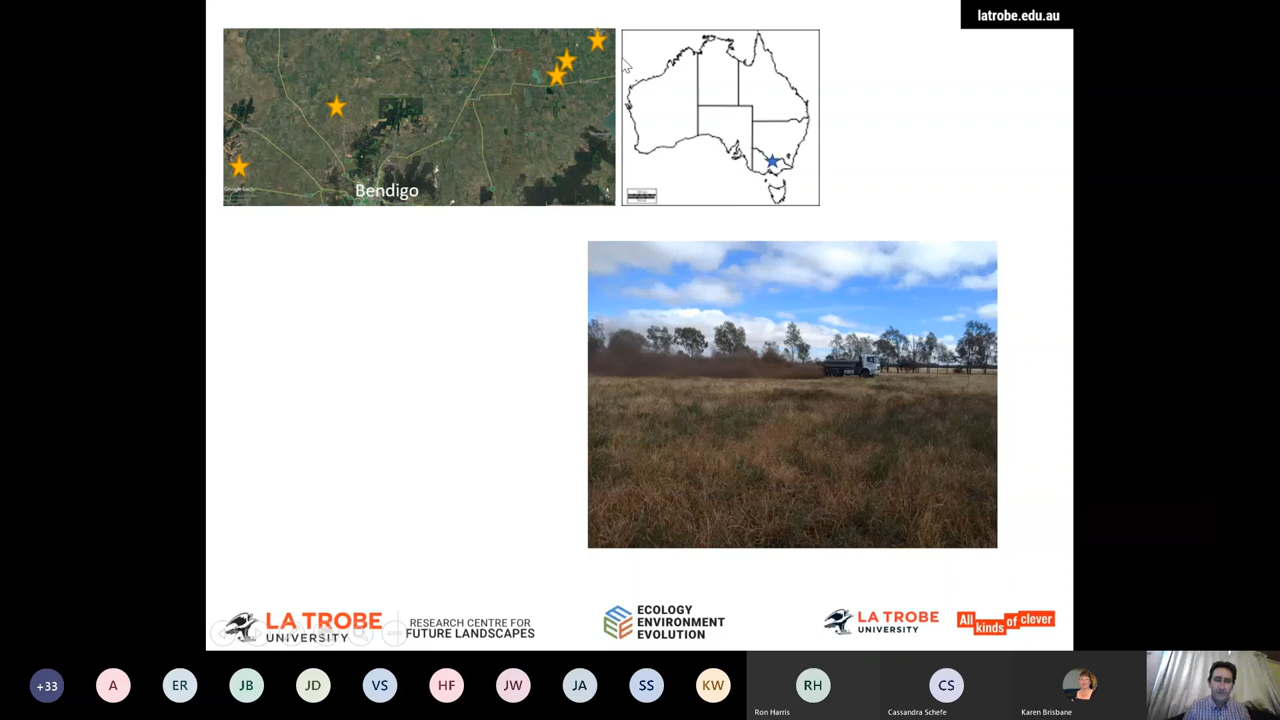 latrobe.edu.au
Bendigo
Google Earth
LA TROBE
UNIVERSITY
RESEARCH CENTRE FOR
FUTURE LANDSCAPES
ECOLOGY
ENVIRONMENT
EVOLUTION
LA TROBE
UNIVERSITY
All kinds of clever
+33
A
ER
JB
JD
VS
HF
JW
JA
SS
KW
RH
Ron Harris
CS
Cassandra Schefe
Karen Brisbane